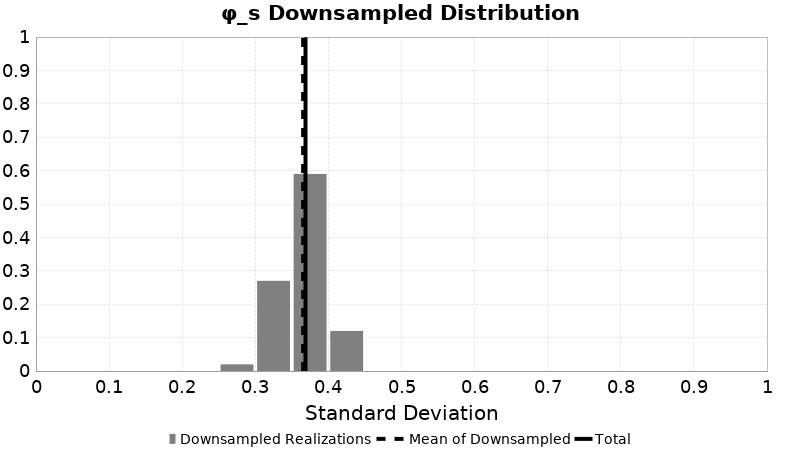 φ_s Downsampled Distribution
1
0.9
0.8
0.7
0.6
0.5
0.4
0.3
0.2
0.1
0
0 0.1 0.2 0.3 0.4 0.5 0.6 0.7 0.8 0.9 1
Standard Deviation
Downsampled Realizations Mean of Downsampled Total